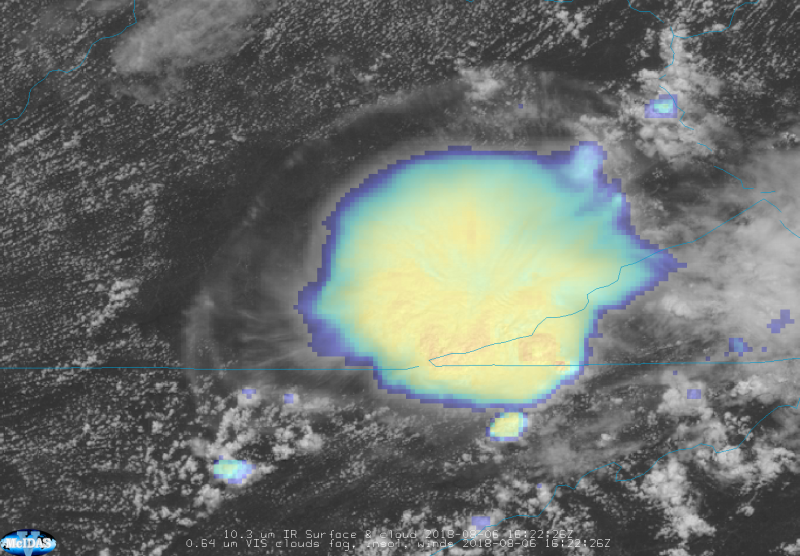 10.3 um IR Surface & cloud 2018-08-06 16:22:26Z
0.64 um VIS clouds fog, insol, winds 2018-08-06 16:22:26Z
McIDAS